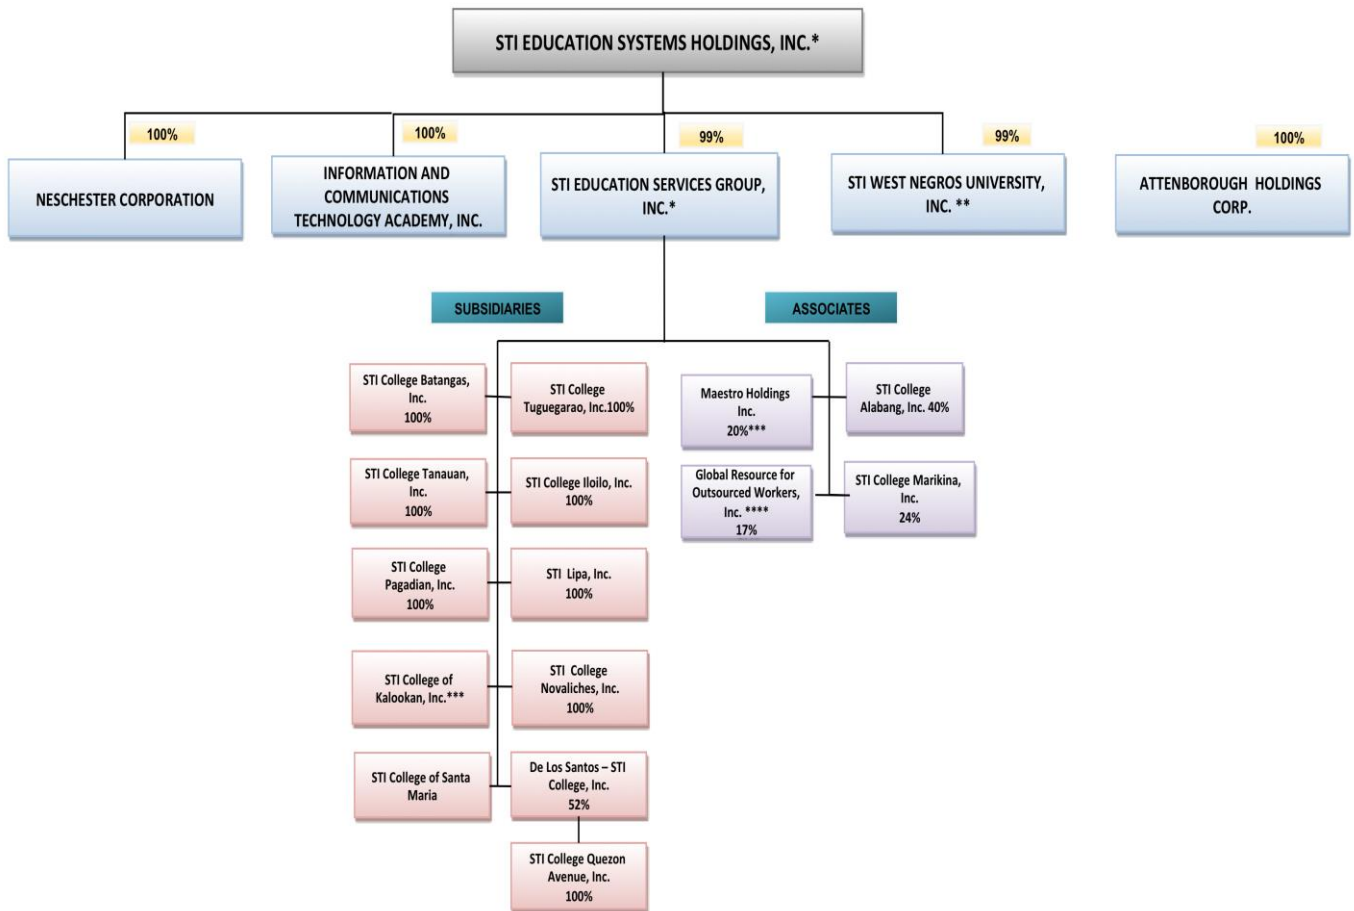 STI EDUCATION SYSTEMS HOLDINGS, INC.*
100%
100%
99%
99%
100%
NESCHESTER CORPORATION
INFORMATION AND
COMMUNICATIONS
TECHNOLOGY ACADEMY, INC.
STI EDUCATION SERVICES GROUP,
INC.*
STI WEST NEGROS UNIVERSITY,
INC. **
ATTENBOROUGH HOLDINGS
CORP.
SUBSIDIARIES
ASSOCIATES
STI College Batangas,
Inc.
100%
STI College
Tuguegarao, Inc.100%
Maestro Holdings
Inc.
20%***
STI College
Alabang, Inc. 40%
STI College Tanauan,
Inc.
100%
STI College Iloilo, Inc.
100%
Global Resource for
Outsourced Workers,
Inc. ****
17%
STI College Marikina,
Inc.
24%
STI College
Pagadian, Inc.
100%
STI Lipa, Inc.
100%
STI College of
Kalookan, Inc.***
STI College
Novaliches, Inc.
100%
STI College of Santa
Maria
De Los Santos – STI
College, Inc.
52%
STI College Quezon
Avenue, Inc.
100%